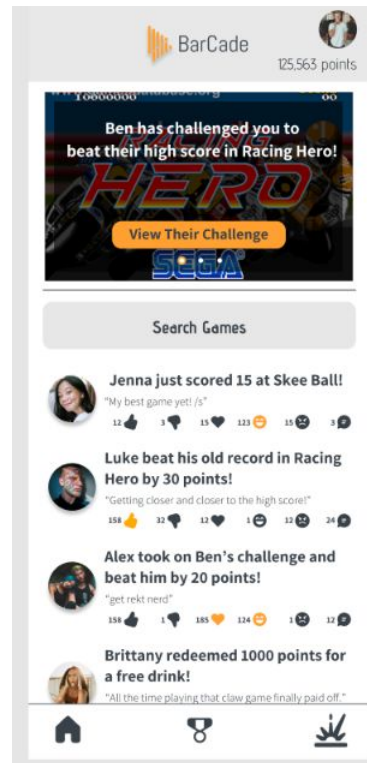 BarCade
125,563 points
10600000
00
Ben has challenged you to
beat their high score in Racing Hero!
RACING
HERO
View Their Challenge
SEGA
Search Games
Jenna just scored 15 at Skee Ball!
"My best game yet! /s"
12 3 15 123 15 3
Luke beat his old record in Racing
Hero by 30 points!
"Getting closer and closer to the high score!"
158 32 12 1 12 24
Alex took on Ben's challenge and
beat him by 20 points!
"get rekt nerd"
158 1 185 124 1 12
Brittany redeemed 1000 points for
a free drink!
"All the time playing that claw game finally paid off."